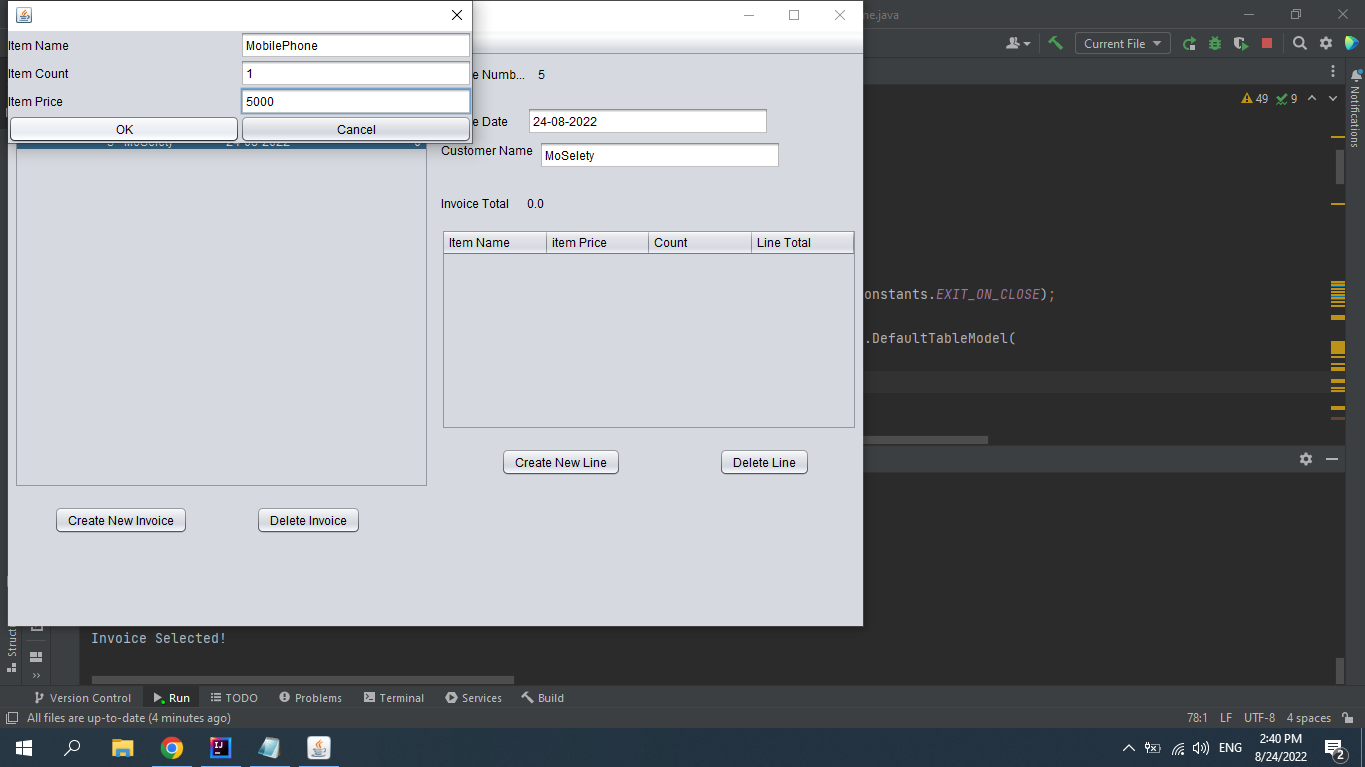 Item Name MobilePhone
Item Count 1
Item Price 5000
OK Cancel
Numb... 5
Date 24-08-2022
Customer Name MoSelety
Invoice Total 0.0
Item Name item Price Count Line Total
Create New Line Delete Line
Create New Invoice Delete Invoice
ne.java
Current File
49 9
Notifications
onstants.EXIT_ON_CLOSE);
.DefaultTableModel(
Invoice Selected!
Struct
Version Control Run TODO Problems Terminal Services Build
All files are up-to-date (4 minutes ago)
78:1 LF UTF-8 4 spaces
ENG
2:40 PM
8/24/2022
2